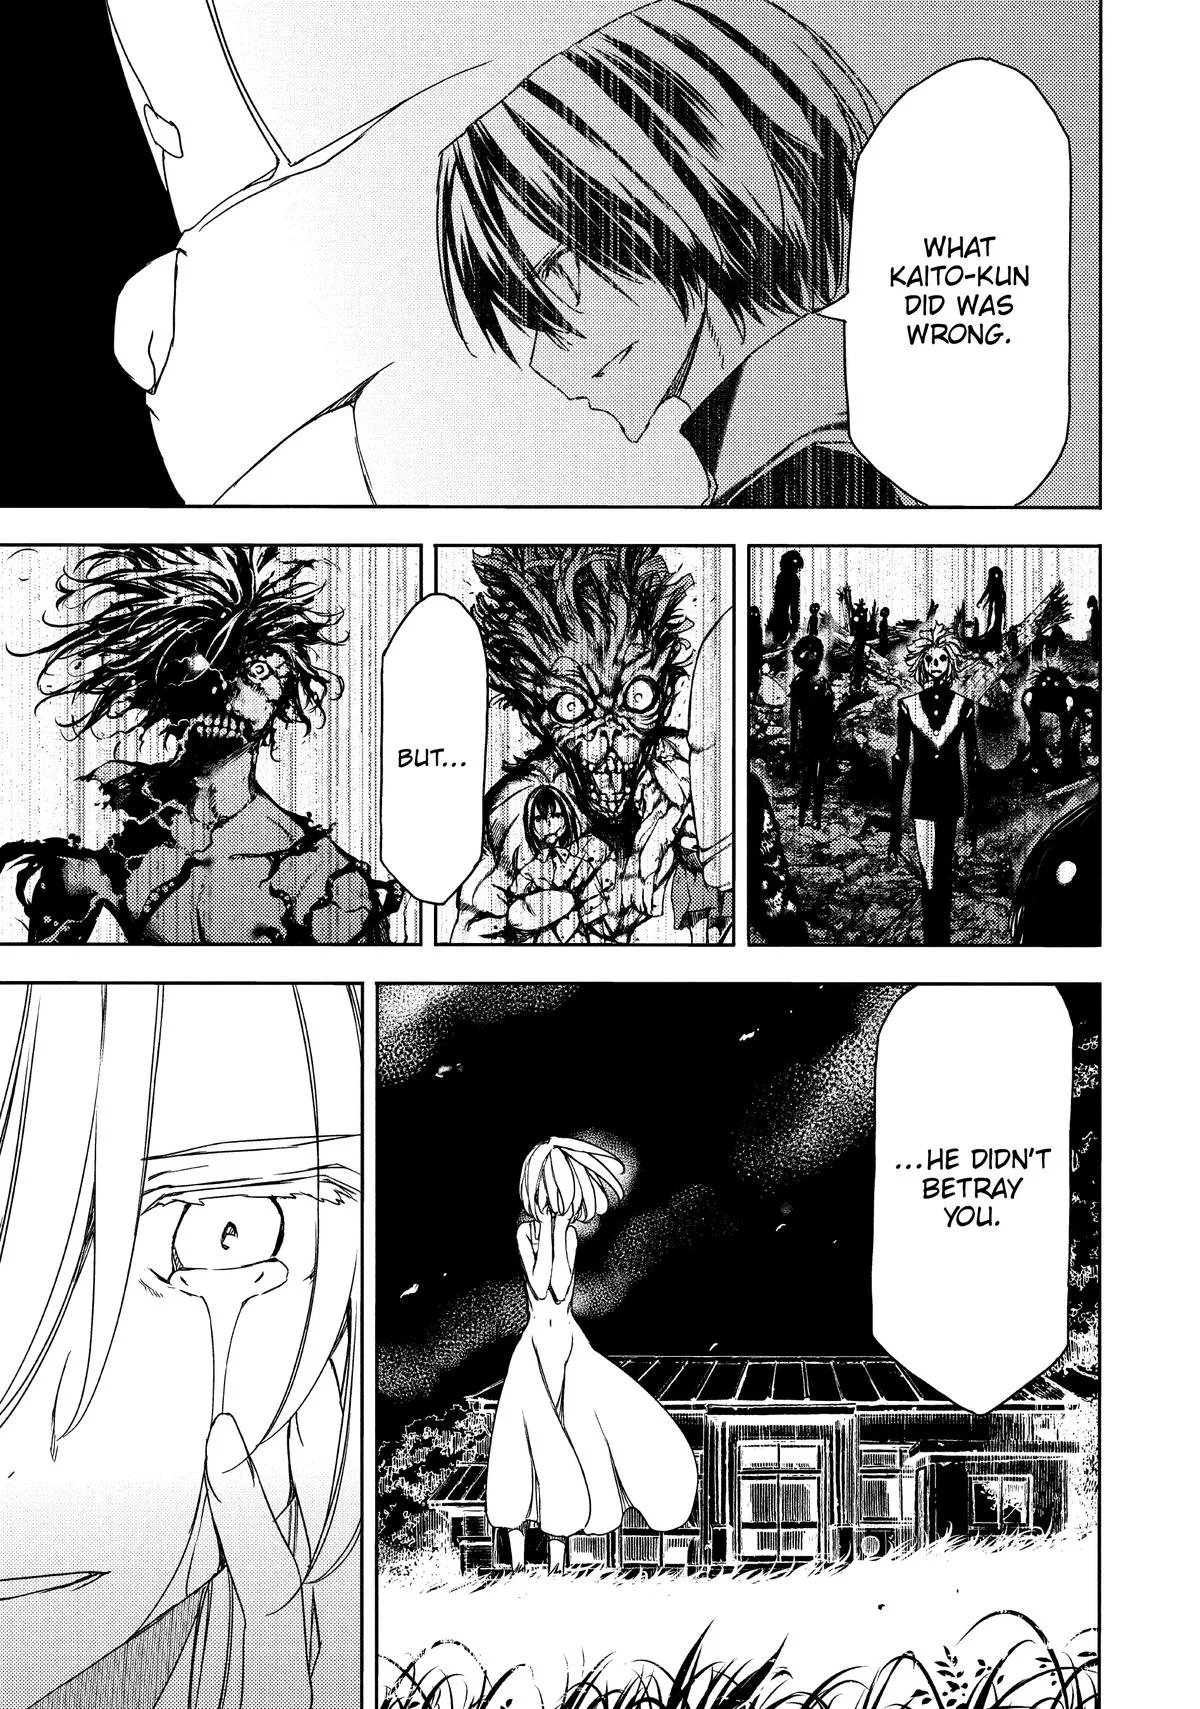 WHAT
KAITO-KUN
DID WAS
WRONG.
BUT...
...HE DIDN'T
BETRAY
YOU.